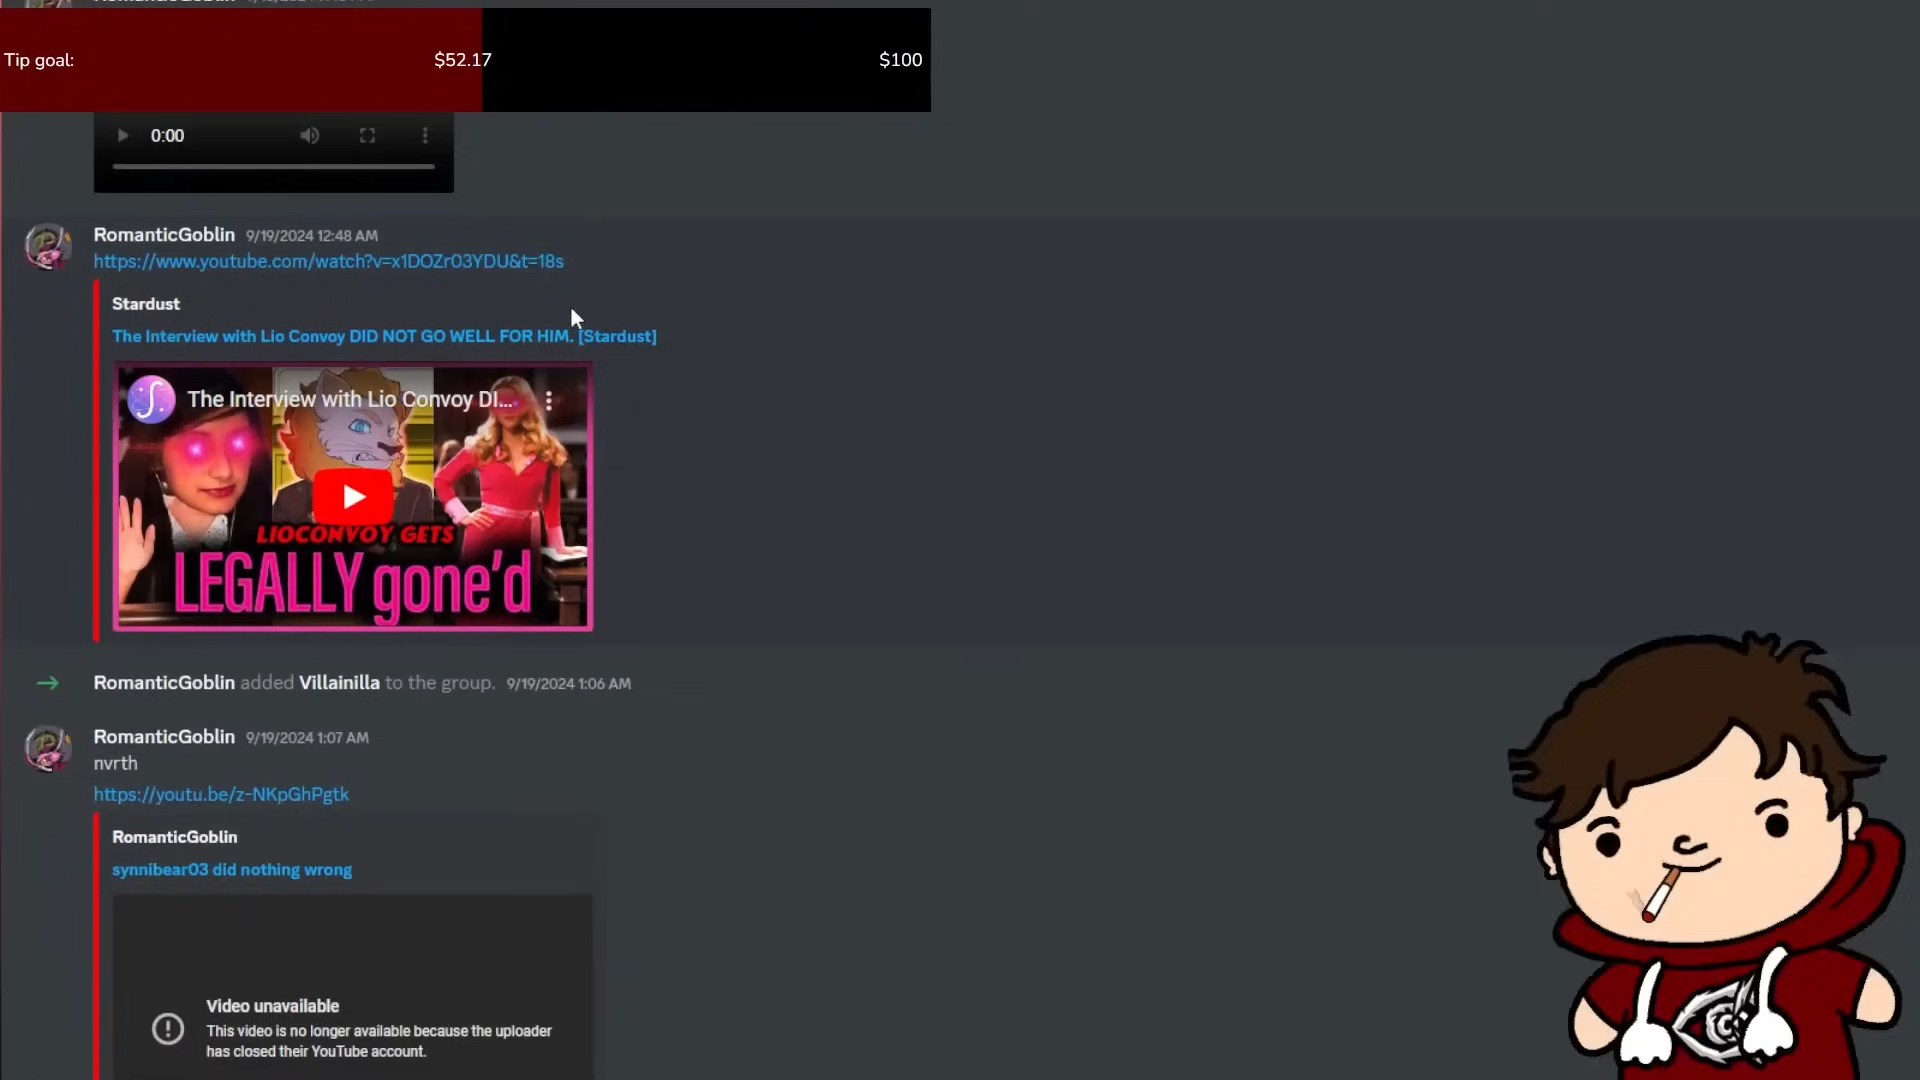 Tip goal: $52.17 $100
0:00
RomanticGoblin 9/19/2024 12:48 AM
https://www.youtube.com/watch?v=x1DOZr03YDU&t=18s
Stardust
The Interview with Lio Convoy DID NOT GO WELL FOR HIM. [Stardust]
The Interview with Lio Convoy DI...
LIOCONVOY GETS
LEGALLY gone'd
RomanticGoblin added Villainilla to the group. 9/19/2024 1:06 AM
RomanticGoblin 9/19/2024 1:07 AM
nvrth
https://youtu.be/z-NKpGhPgtk
RomanticGoblin
synnibear03 did nothing wrong
Video unavailable
This video is no longer available because the uploader
has closed their YouTube account.